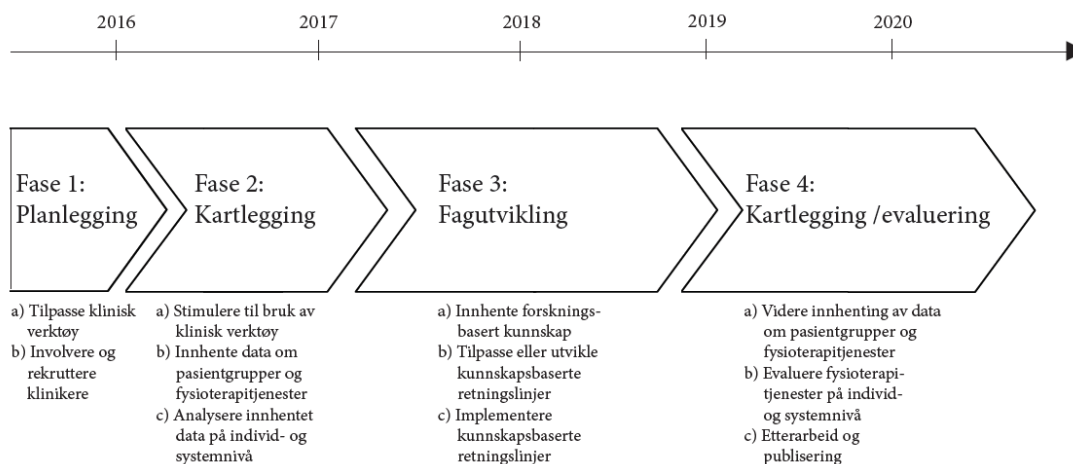 2016
2017
2018
2019
2020
Fase 1:
Planlegging
Fase 2:
Kartlegging
Fase 3:
Fagutvikling
Fase 4:
Kartlegging /evaluering
a) Tilpasse klinisk
verktøy
b) Involvere og
rekruttere
klinikere
a) Stimulere til bruk av
klinisk verktøy
b) Innhente data om
pasientgrupper og
fysioterapitjenester
c) Analysere innhentet
data på individ- og
systemnivå
a) Innhente forsknings-
basert kunnskap
b) Tilpasse eller utvikle
kunnskapsbaserte
retningslinjer
c) Implementere
kunnskapsbaserte
retningslinjer
a) Videre innhenting av data
om pasientgrupper og
fysioterapitjenester
b) Evaluere fysioterapi-
tjenester på individ-
og systemnivå
c) Etterarbeid og
publisering